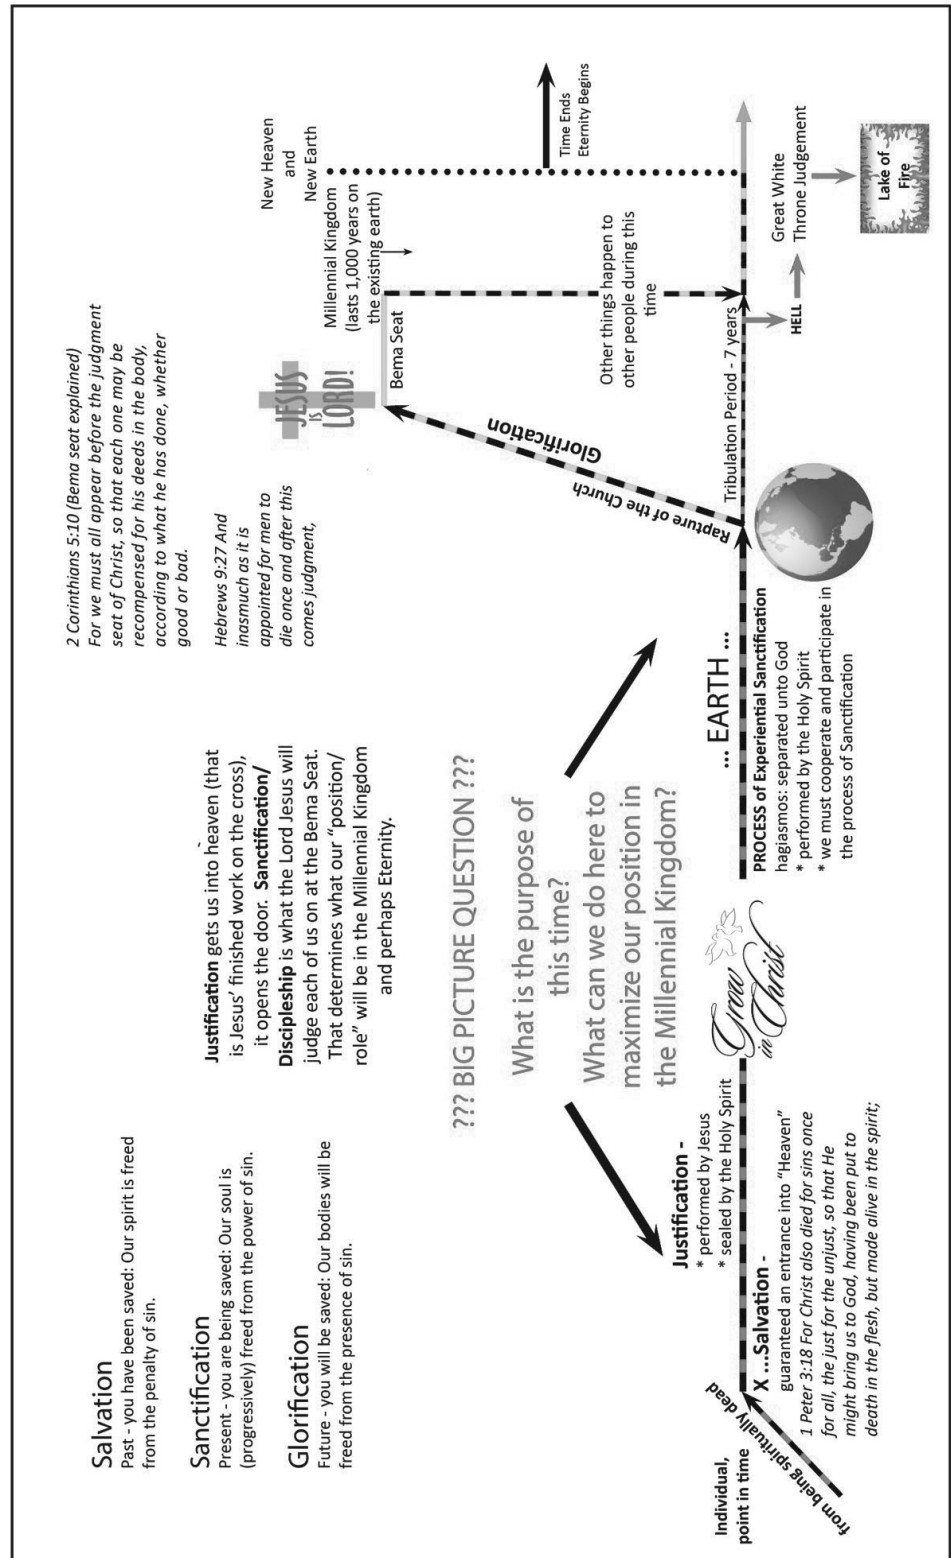 Salvation
Past - you have been saved: Our spirit is freed
from the penalty of sin.
Sanctification
Present - you are being saved: Our soul is
(progressively) freed from the power of sin.
Glorification
Future - you will be saved: Our bodies will be
freed from the presence of sin.
Justification gets us into heaven (that
is Jesus’ finished work on the cross),
it opens the door. Sanctification/
Discipleship is what the Lord Jesus will
judge each of us on at the Bema Seat.
That determines what our “position/
role” will be in the Millennial Kingdom
and perhaps Eternity.
2 Corinthians 5:10 (Bema seat explained)
For we must all appear before the judgment
seat of Christ, so that each one may be
recompensed for his deeds in the body,
according to what he has done, whether
good or bad.
Hebrews 9:27 And
inasmuch as it is
appointed for men to
die once and after this
comes judgment,
JESUS
IS
LORD!
New Heaven
and
New Earth
Millennial Kingdom
(lasts 1,000 years on
the existing earth)
Bema Seat
??? BIG PICTURE QUESTION ???
What is the purpose of
this time?
What can we do here to
maximize our position in
the Millennial Kingdom?
Glorification
Rapture of the Church
Other things happen to
other people during this
time
Time Ends
Eternity Begins
Justification -
* performed by Jesus
* sealed by the Holy Spirit
Grow
in Christ
... EARTH ...
Tribulation Period - 7 years
Individual,
point in time
from being spiritually dead
X ...Salvation -
guaranteed an entrance into “Heaven”
1 Peter 3:18 For Christ also died for sins once
for all, the just for the unjust, so that He
might bring us to God, having been put to
death in the flesh, but made alive in the spirit;
PROCESS of Experiential Sanctification
hagiasmos: separated unto God
* performed by the Holy Spirit
* we must cooperate and participate in
the process of Sanctification
HELL
Great White
Throne Judgement
Lake of
Fire